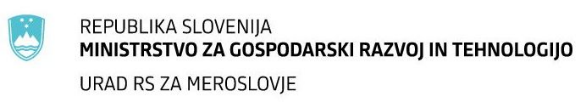 REPUBLIKA SLOVENIJA
MINISTRSTVO ZA GOSPODARSKI RAZVOJ IN TEHNOLOGIJO
URAD RS ZA MEROSLOVJE